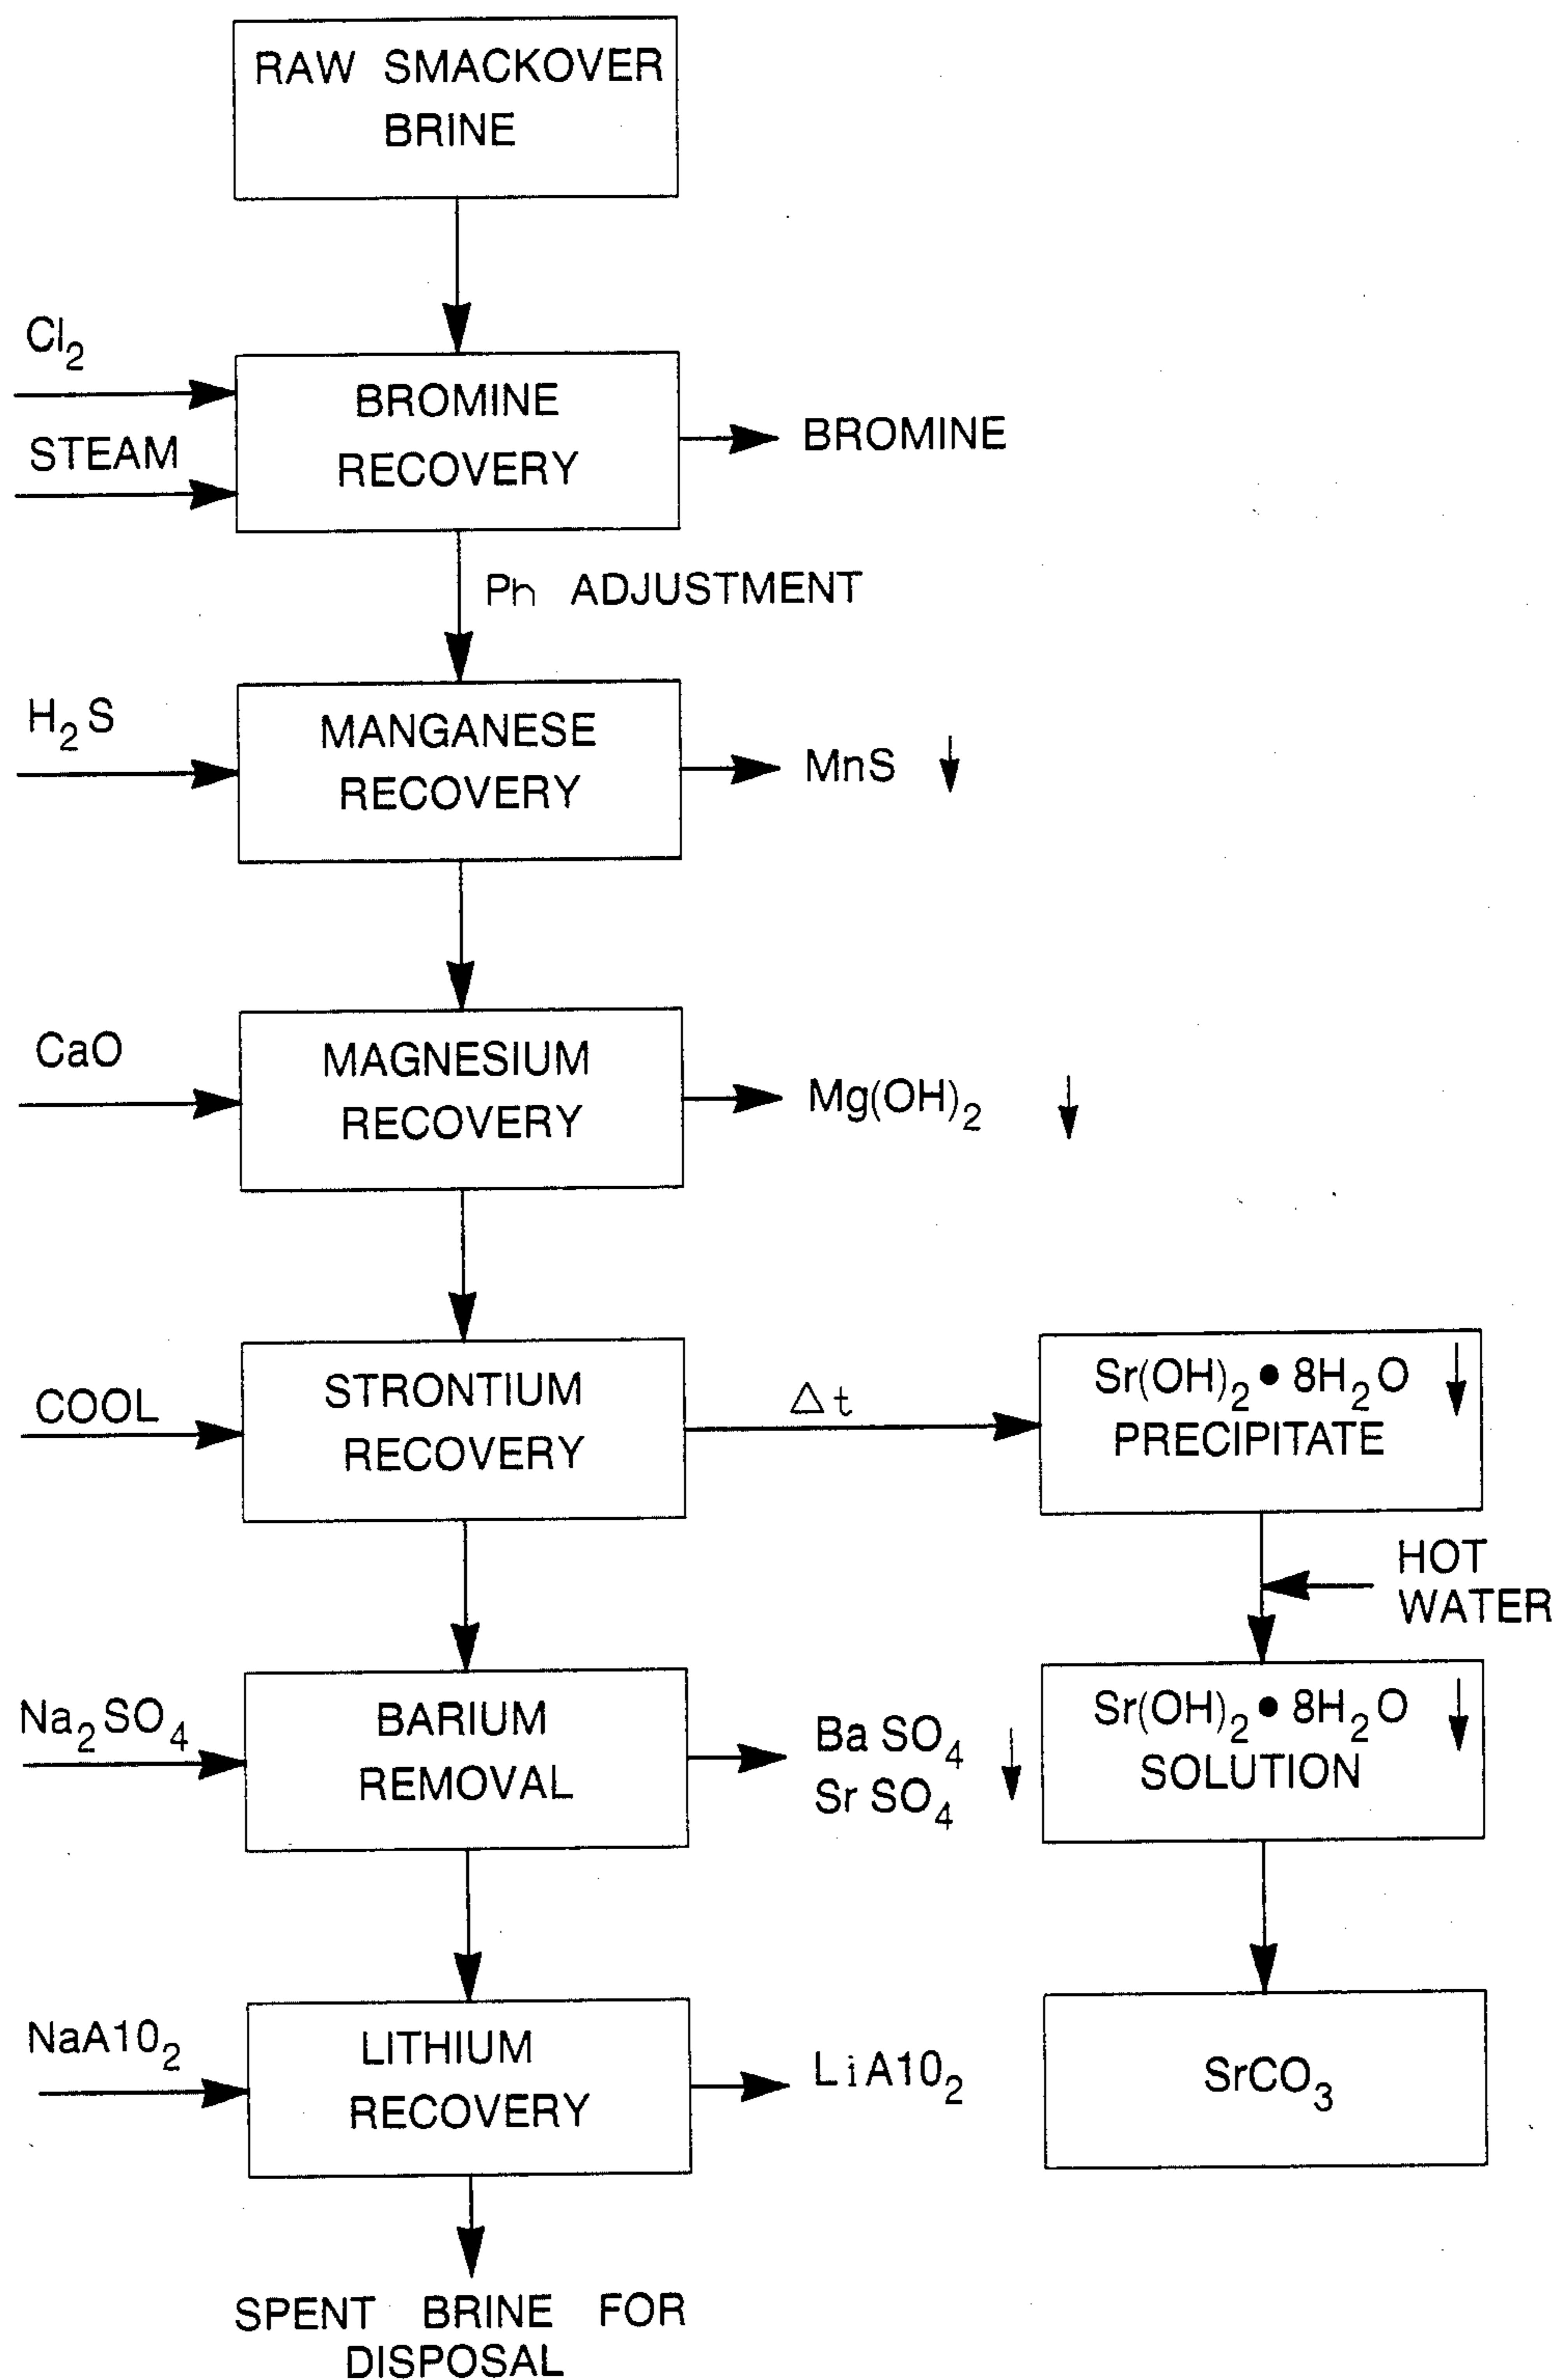 RAW SMACKOVER
BRINE
Cl₂
STEAM
BROMINE
RECOVERY
BROMINE
Ph ADJUSTMENT
H₂S
MANGANESE
RECOVERY
MnS ↓
CaO
MAGNESIUM
RECOVERY
Mg(OH)₂ ↓
COOL
STRONTIUM
RECOVERY
Δt
Sr(OH)₂ • 8H₂O ↓
PRECIPITATE
HOT
WATER
Na₂SO₄
BARIUM
REMOVAL
Ba SO₄
Sr SO₄ ↓
Sr(OH)₂ • 8H₂O ↓
SOLUTION
NaA10₂
LITHIUM
RECOVERY
LiA10₂
SrCO₃
SPENT BRINE FOR
DISPOSAL